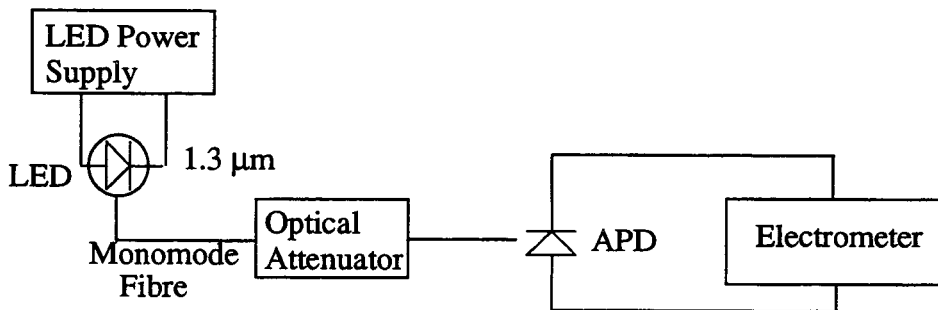 LED Power
Supply
LED
1.3 μm
Monomode
Fibre
Optical
Attenuator
APD
Electrometer